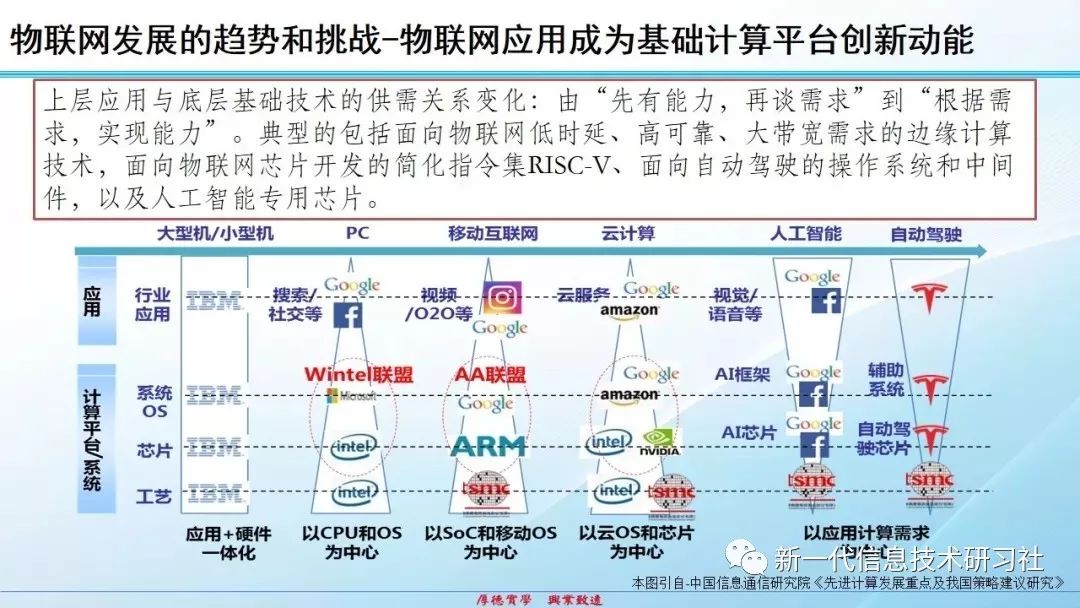 物联网发展的趋势和挑战-物联网应用成为基础计算平台创新动能
上层应用与底层基础技术的供需关系变化：由“先有能力，再谈需求”到“根据需
求，实现能力”。典型的包括面向物联网低时延、高可靠、大带宽需求的边缘计算
技术，面向物联网芯片开发的简化指令集RISC-V、面向自动驾驶的操作系统和中间
件，以及人工智能专用芯片。
大型机/小型机 PC 移动互联网 云计算 人工智能 自动驾驶
应用
行业
应用
IBM
搜索/
社交等
Google
视频
/O2O等
Google
云服务
Google
amazon
视觉/
语音等
Google
计算平台/系统
系统
OS
IBM
Wintel联盟
Microsoft
AA联盟
Google
Google
amazon
AI框架
Google
辅助
系统
芯片
IBM
intel
ARM
intel
NVIDIA
AI芯片
Google
自动驾
驶芯片
工艺
IBM
intel
tsmc
intel
tsmc
tsmc
tsmc
应用+硬件
一体化
以CPU和OS
为中心
以SoC和移动OS
为中心
以云OS和芯片
为中心
以应用计算需求
新一代信息技术研习社
本图引自-中国信息通信研究院《先进计算发展重点及我国策略建议研究》
厚德实学 兴业致远